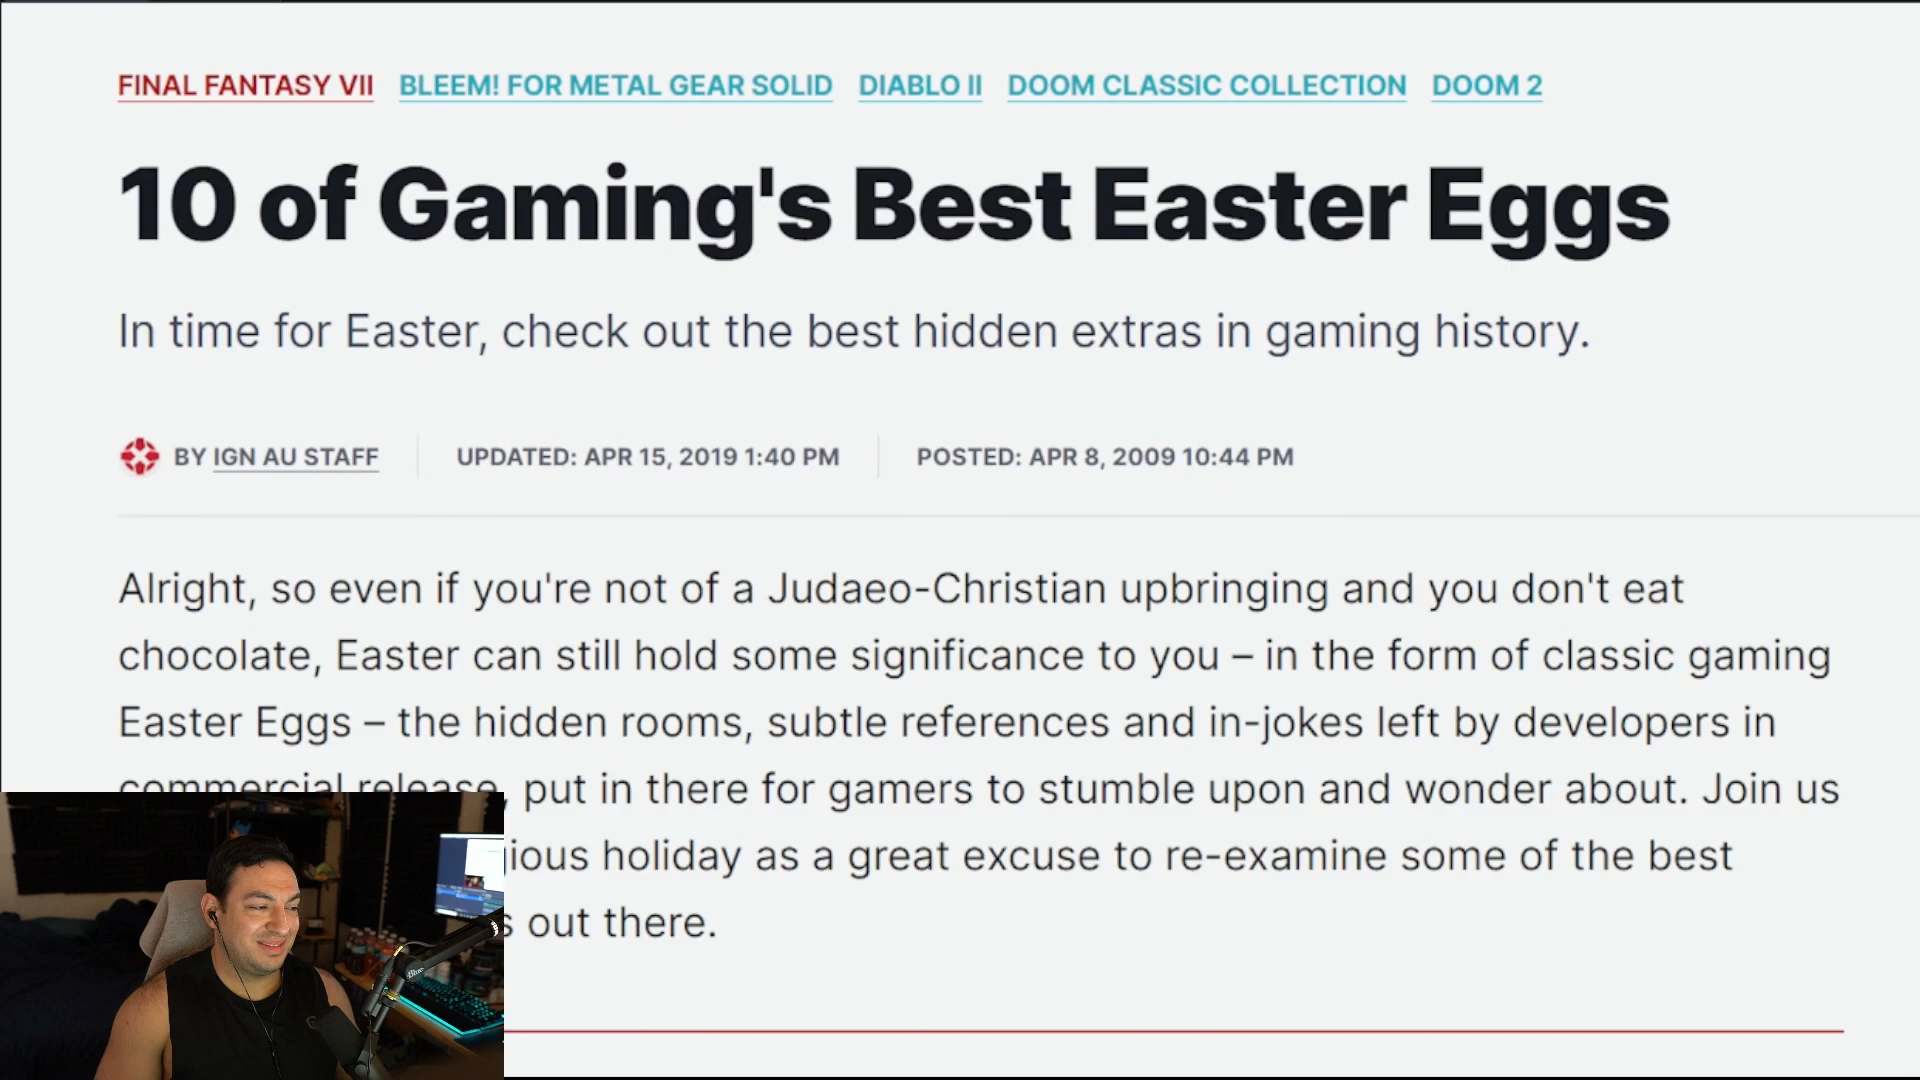 FINAL FANTASY VII BLEEM! FOR METAL GEAR SOLID DIABLO II DOOM CLASSIC COLLECTION DOOM 2
10 of Gaming's Best Easter Eggs
In time for Easter, check out the best hidden extras in gaming history.
BY IGN AU STAFF UPDATED: APR 15, 2019 1:40 PM POSTED: APR 8, 2009 10:44 PM
Alright, so even if you're not of a Judaeo-Christian upbringing and you don't eat
chocolate, Easter can still hold some significance to you – in the form of classic gaming
Easter Eggs – the hidden rooms, subtle references and in-jokes left by developers in
commercial release, put in there for gamers to stumble upon and wonder about. Join us
holiday as a great excuse to re-examine some of the best
out there.
Blue